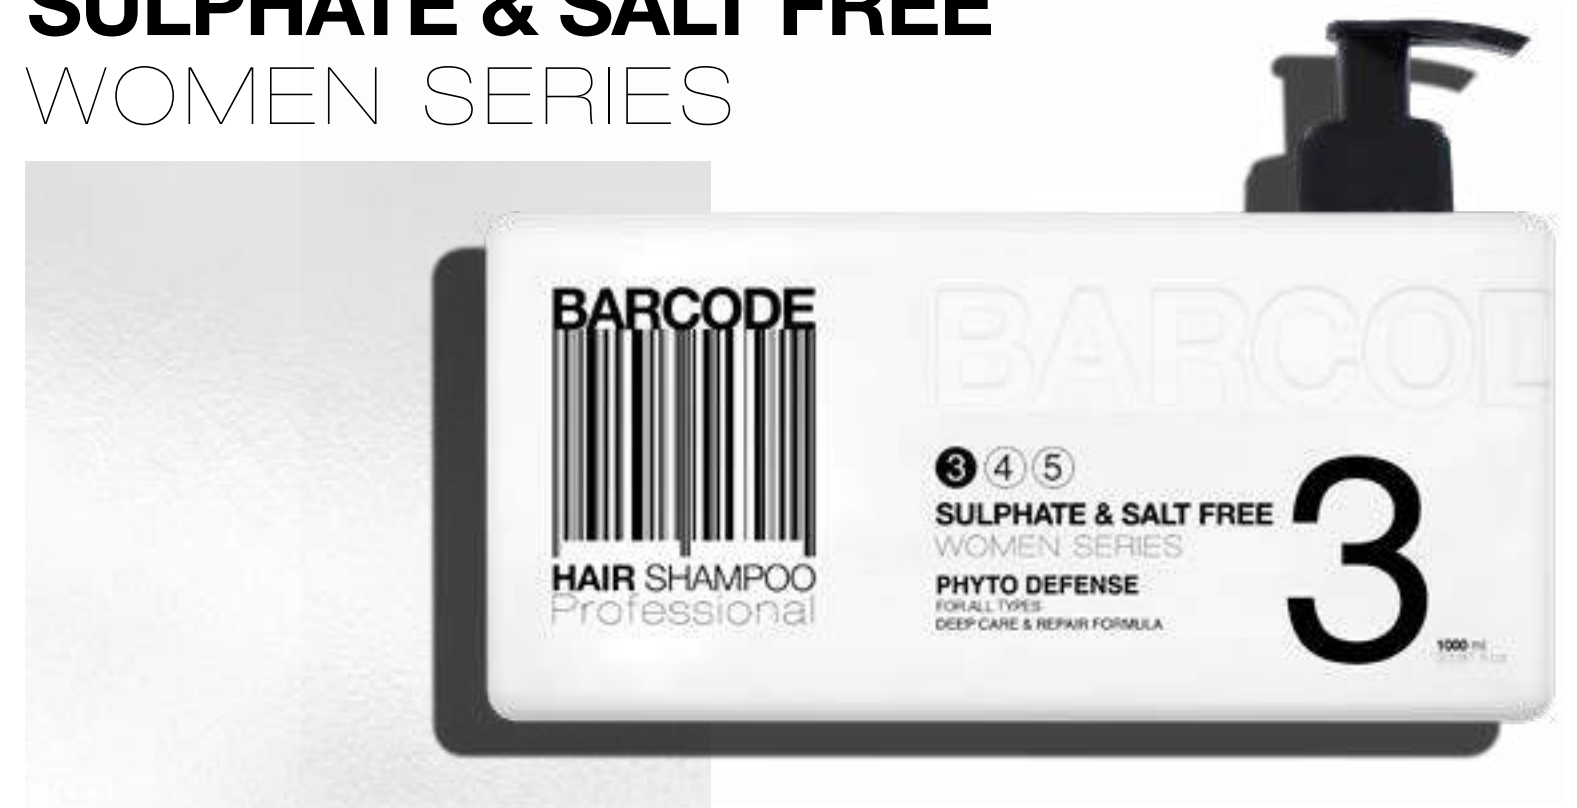 SULPHATE & SALT FREE
WOMEN SERIES
BARCODE
HAIR SHAMPOO
Professional
BARCOD
3 4 5
SULPHATE & SALT FREE
WOMEN SERIES
PHYTO DEFENSE
FOR ALL TYPES
DEEP CARE & REPAIR FORMULA
3
1000 ml